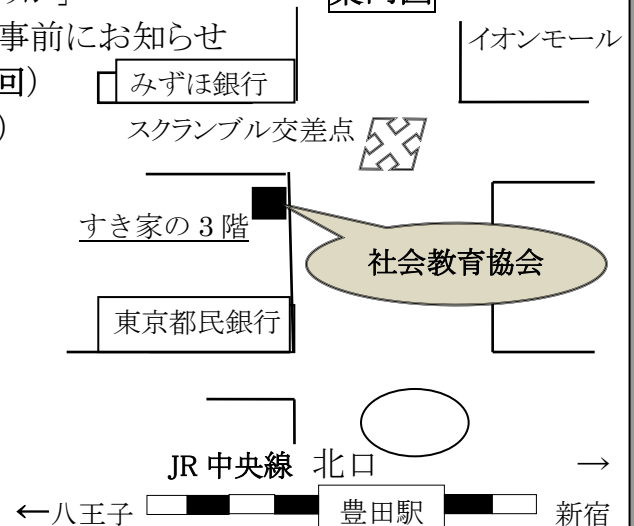 事前にお知らせ
回)
)
イオンモール
みずほ銀行
スクランブル交差点
すき家の3階
社会教育協会
東京都民銀行
JR中央線 北口 →
←八王子 豊田駅 新宿